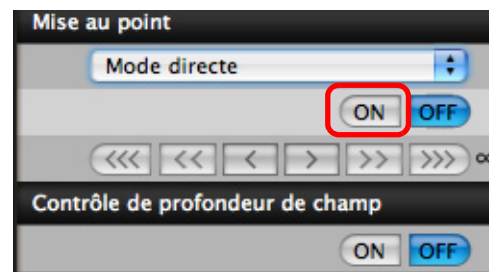 Mise au point
Mode directe
ON OFF
<<< << < > >> >>> ∞
Contrôle de profondeur de champ
ON OFF